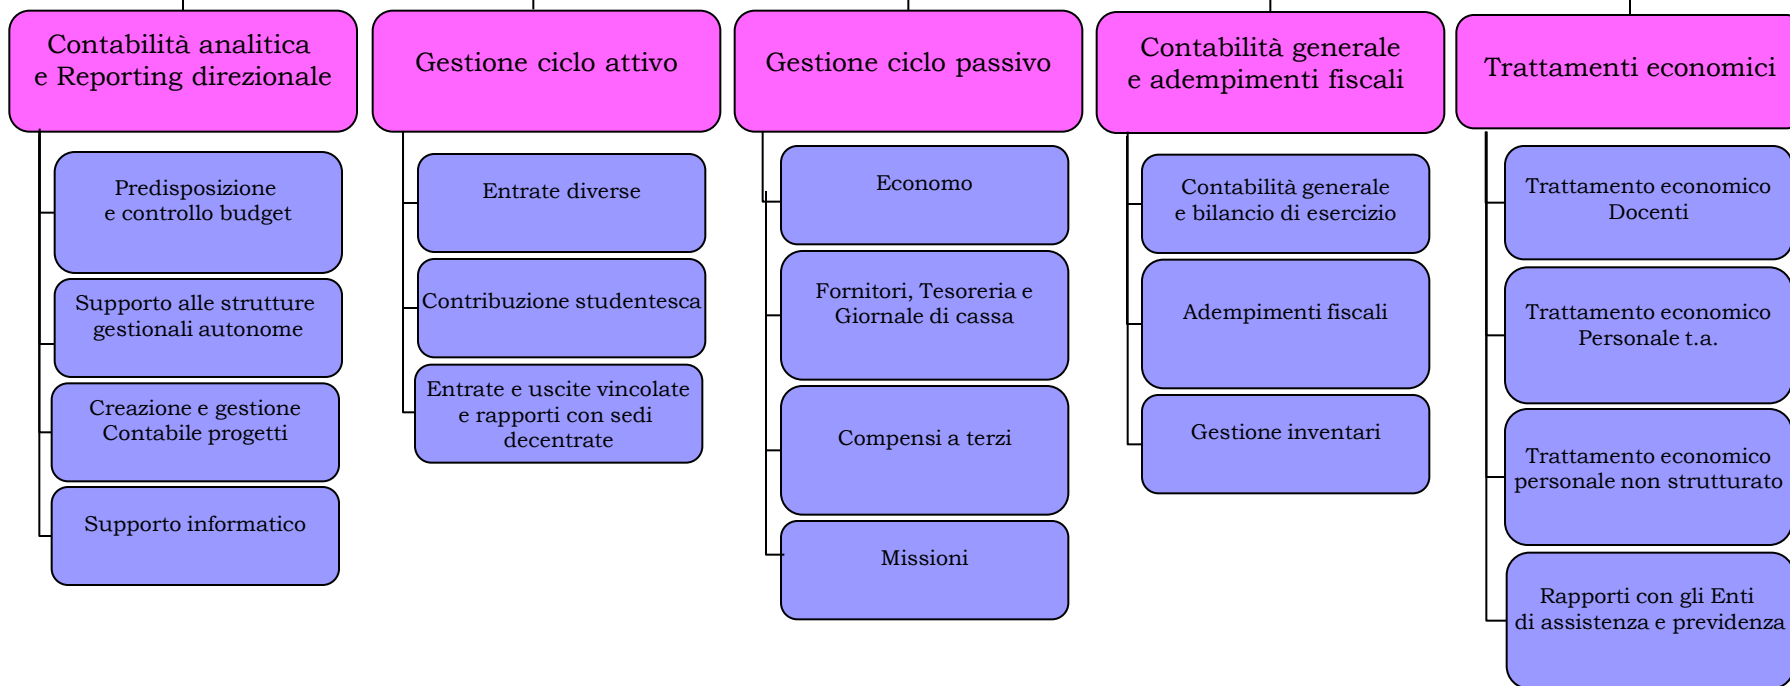 Contabilità analitica
e Reporting direzionale
Predisposizione
e controllo budget
Supporto alle strutture
gestionali autonome
Creazione e gestione
Contabile progetti
Supporto informatico
Gestione ciclo attivo
Entrate diverse
Contribuzione studentesca
Entrate e uscite vincolate
e rapporti con sedi
decentrate
Gestione ciclo passivo
Economo
Fornitori, Tesoreria e
Giornale di cassa
Compensi a terzi
Missioni
Contabilità generale
e adempimenti fiscali
Contabilità generale
e bilancio di esercizio
Adempimenti fiscali
Gestione inventari
Trattamenti economici
Trattamento economico
Docenti
Trattamento economico
Personale t.a.
Trattamento economico
personale non strutturato
Rapporti con gli Enti
di assistenza e previdenza